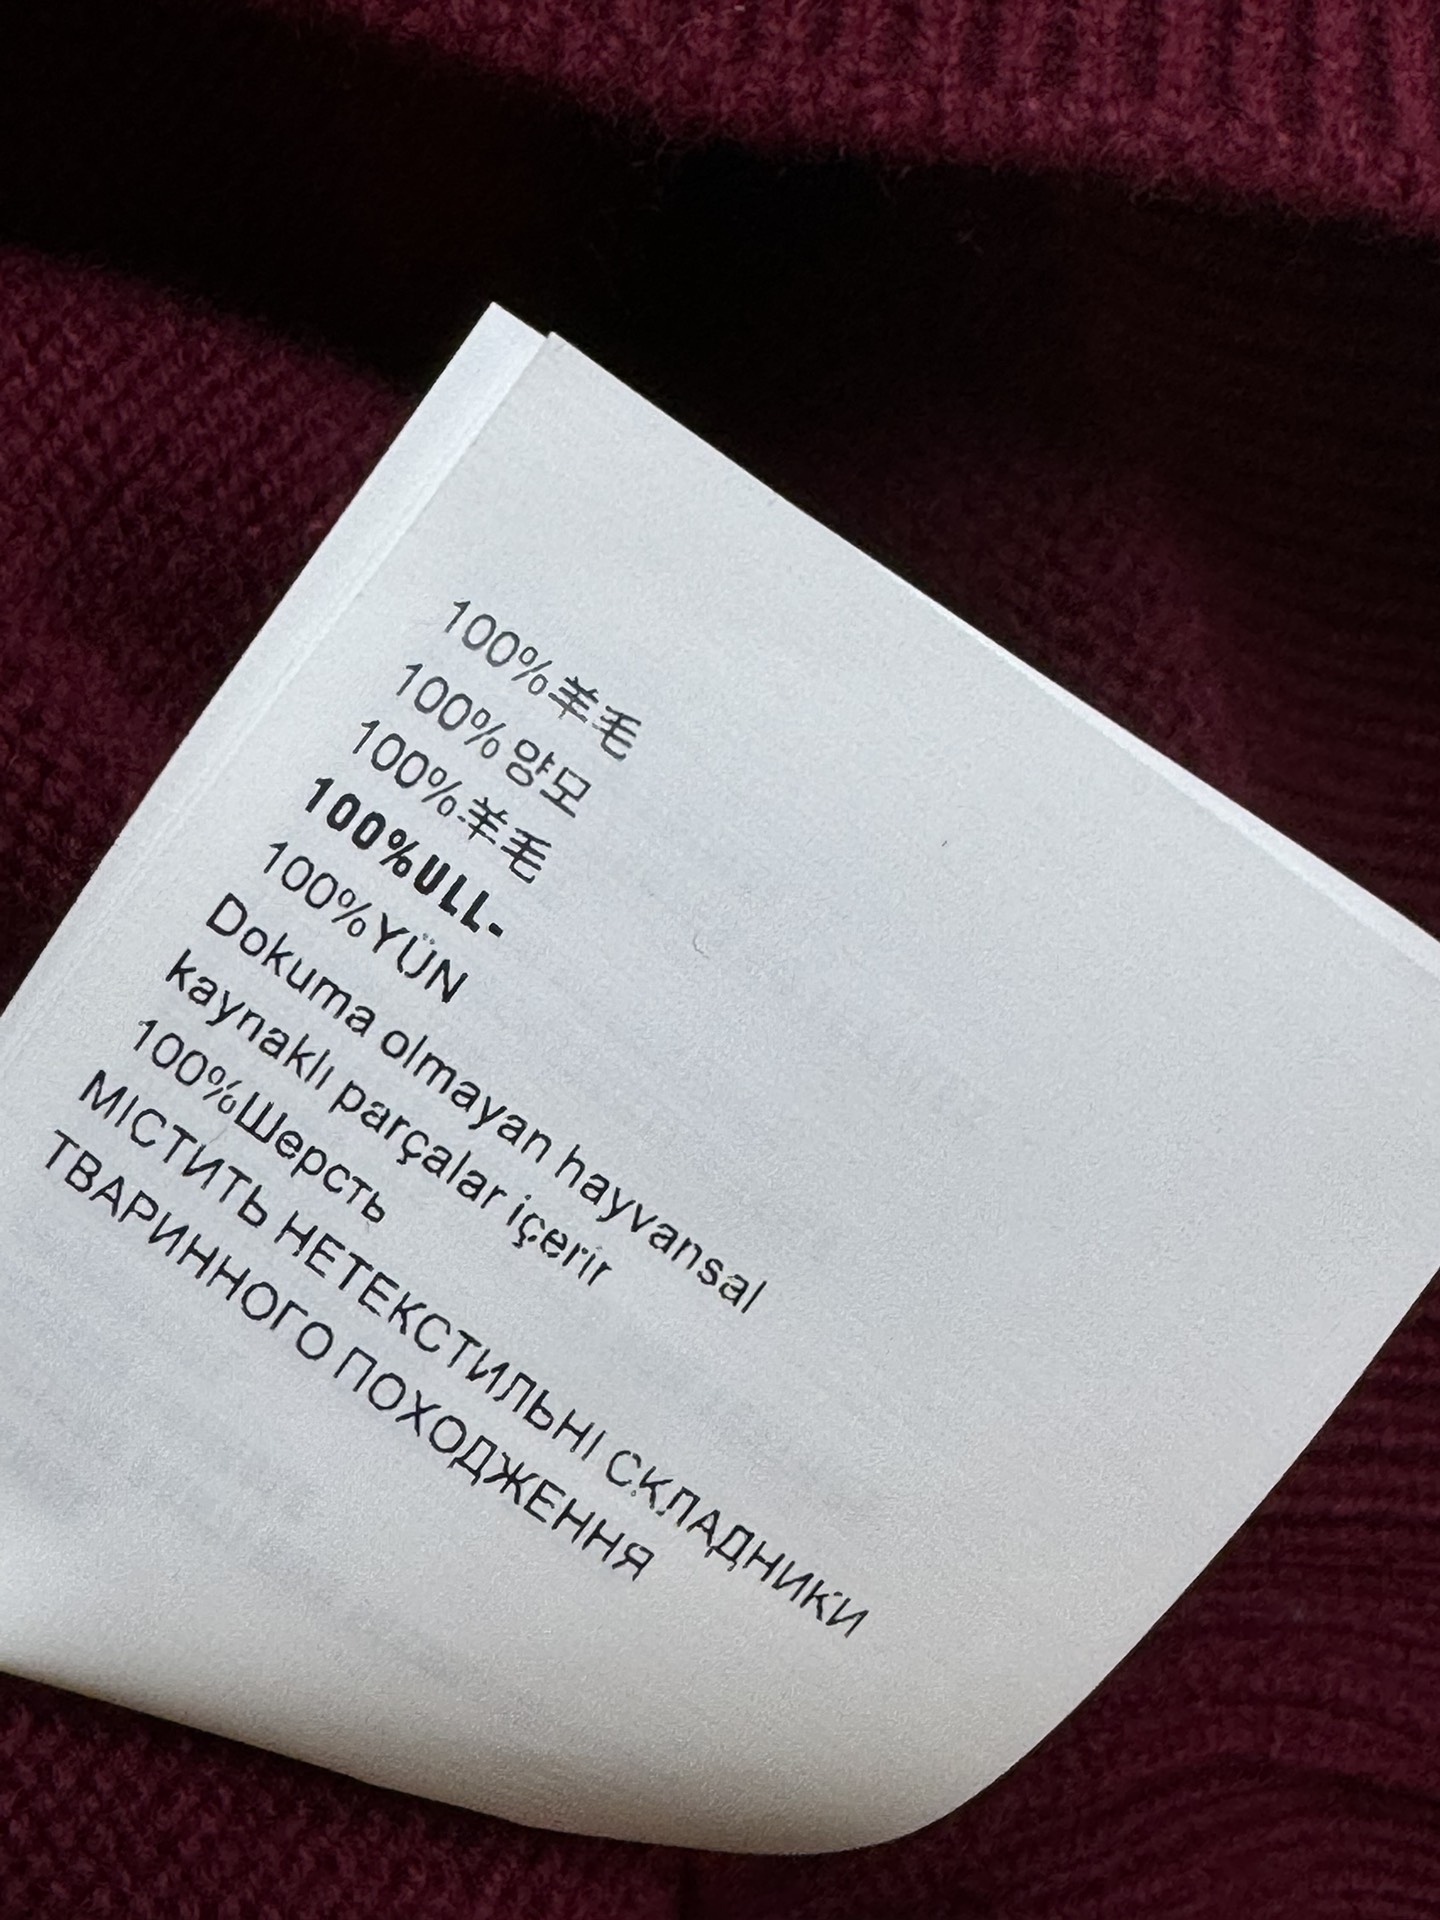 100%羊毛
100%양모
100%羊毛
100%ULL-
100%YÜN
Dokuma olmayan hayvansal
kaynaklı parçalar içerir
100%Шерсть
МІСТИТЬ НЕТЕКСТИЛЬНІ СКЛАДНИКИ
ТВАРИННОГО ПОХОДЖЕННЯ